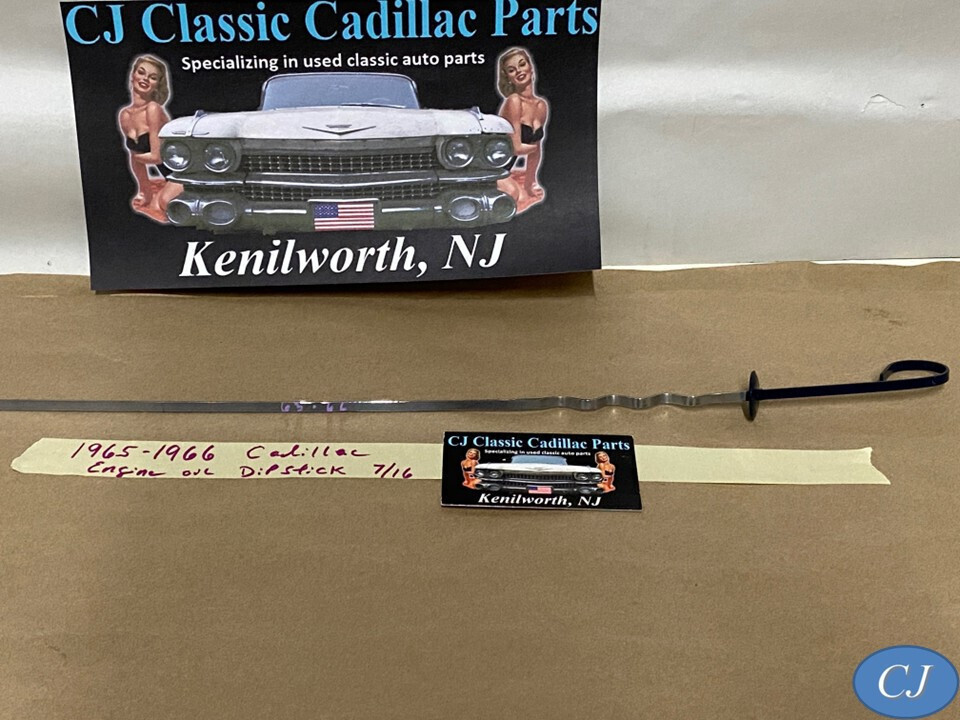 CJ Classic Cadillac Parts
Specializing in used classic auto parts
Kenilworth, NJ
65-66
1965-1966 Cadillac
Engine oil Dipstick 7/16
CJ Classic Cadillac Parts
Specializing in used classic auto parts
Kenilworth, NJ
CJ